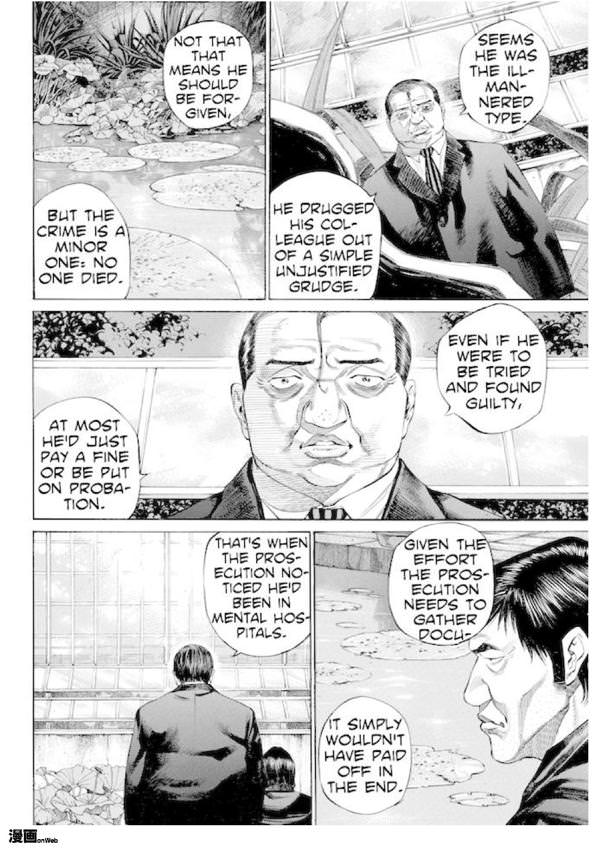 SEEMS
HE WAS
THE ILL-
MAN-
NERED
TYPE.
HE DRUGGED
HIS COL-
LEAGUE OUT
OF A SIMPLE
UNJUSTIFIED
GRUDGE.
NOT THAT
THAT
MEANS HE
SHOULD
BE FOR-
GIVEN,
BUT THE
CRIME IS A
MINOR
ONE: NO
ONE DIED.
EVEN IF HE
WERE TO
BE TRIED
AND FOUND
GUILTY,
AT MOST
HE'D JUST
PAY A FINE
OR BE PUT
ON PROBA-
TION.
GIVEN THE
EFFORT
THE PROS-
ECUTION
NEEDS TO
GATHER
DOCU-
IT SIMPLY
WOULDN'T
HAVE PAID
OFF IN
THE END.
THAT'S WHEN
THE PROS-
ECUTION NO-
TICED HE'D
BEEN IN
MENTAL HOS-
PITALS.
漫画onWeb